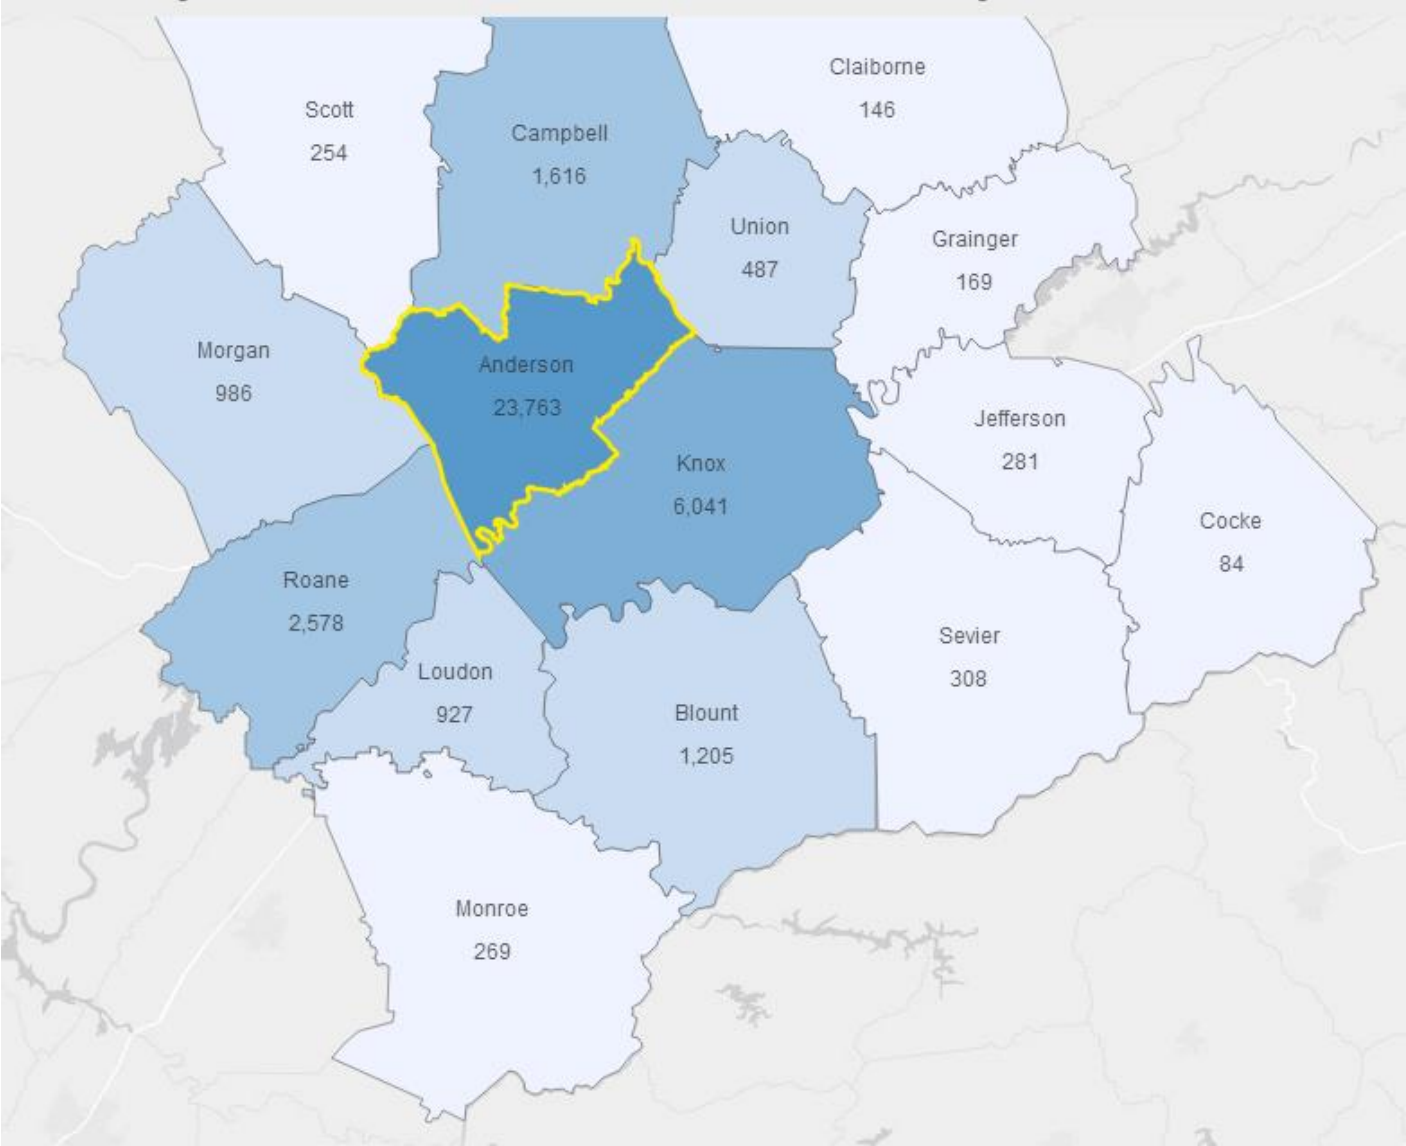 Claiborne
146
Scott
254
Campbell
1,616
Union
487
Grainger
169
Morgan
986
Anderson
23,763
Jefferson
281
Knox
6,041
Cocke
84
Roane
2,578
Sevier
308
Loudon
927
Blount
1,205
Monroe
269